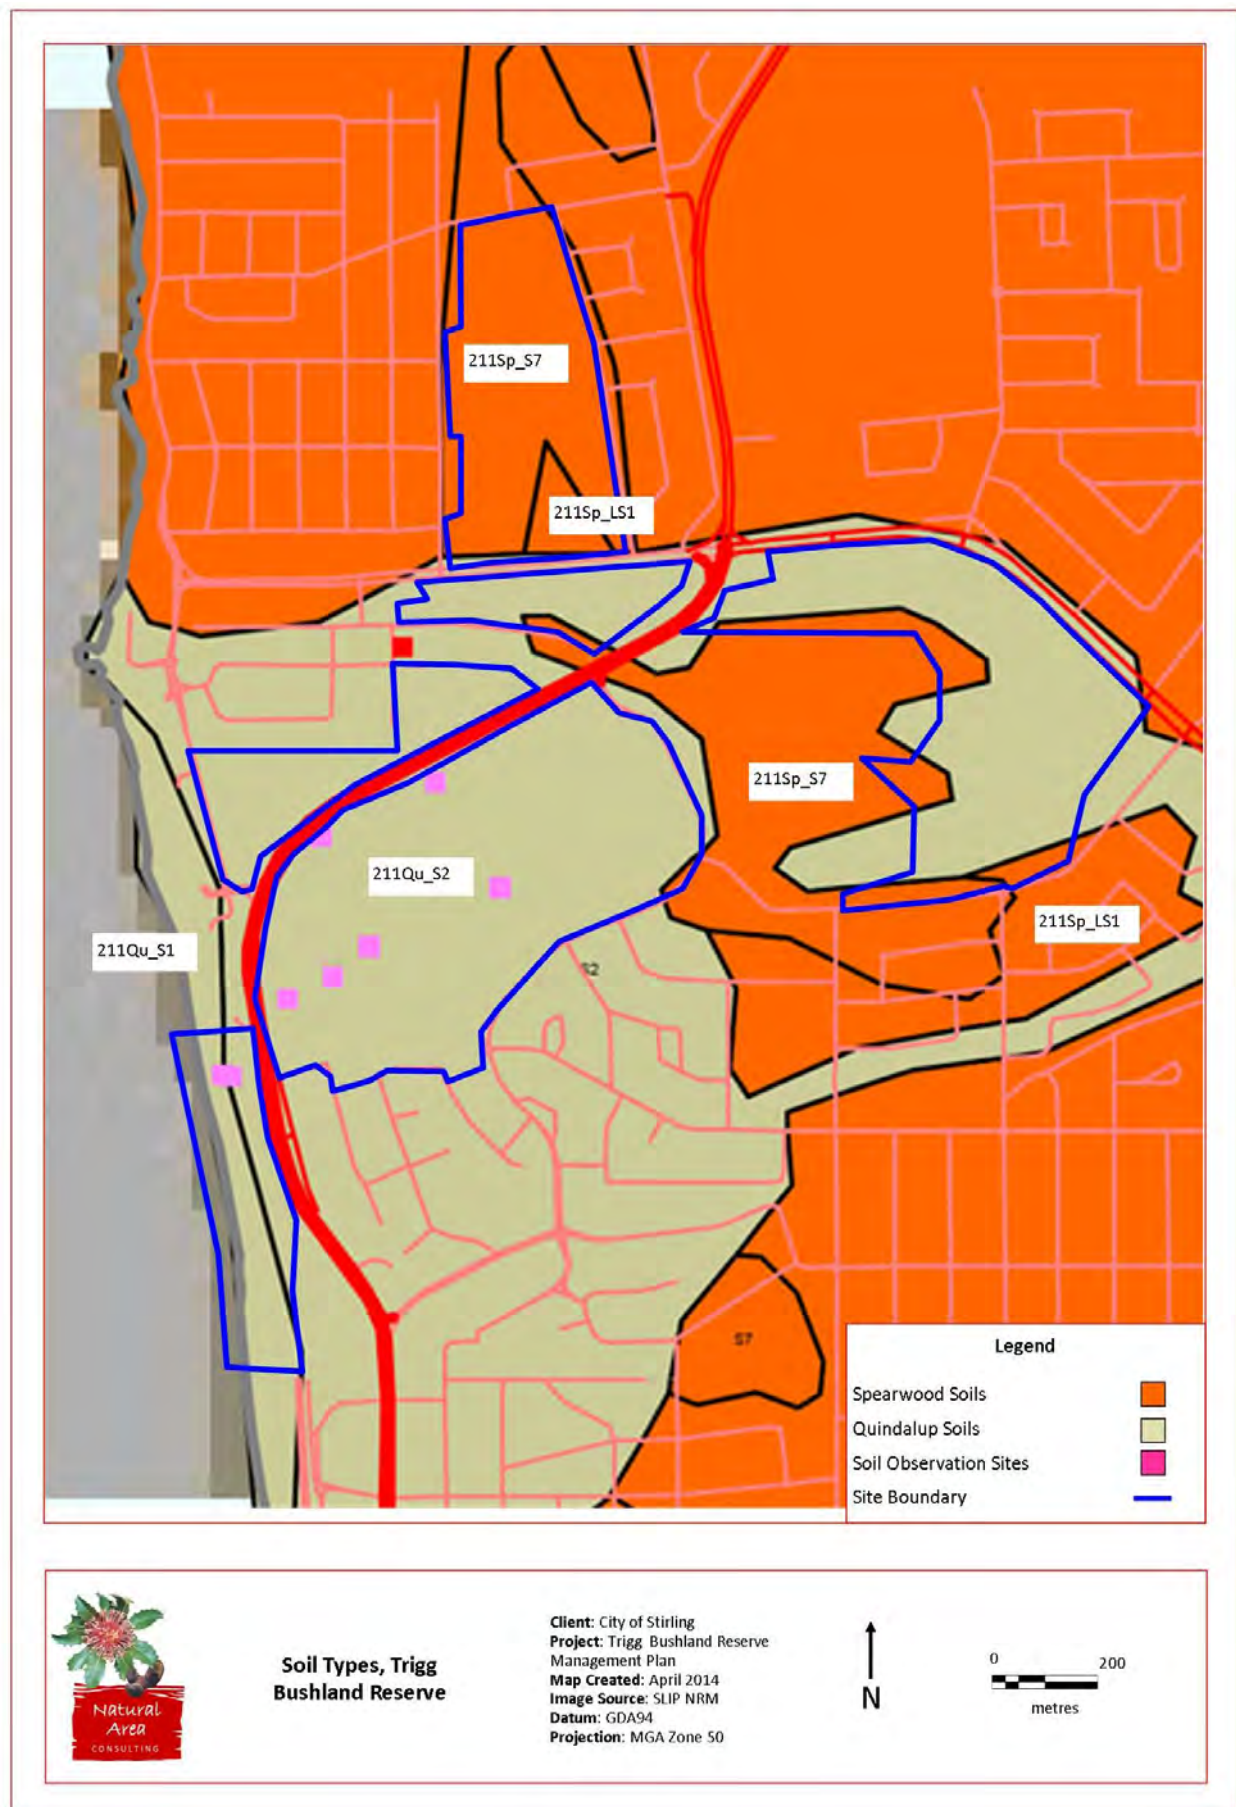 211Sp_S7
211Sp_LS1
211Sp_S7
211Qu_S2
211Sp_LS1
211Qu_S1
S2
S7
Legend
Spearwood Soils
Quindalup Soils
Soil Observation Sites
Site Boundary
Natural
Area
CONSULTING
Soil Types, Trigg
Bushland Reserve
Client: City of Stirling
Project: Trigg Bushland Reserve
Management Plan
Map Created: April 2014
Image Source: SLIP NRM
Datum: GDA94
Projection: MGA Zone 50
N
0 200
metres